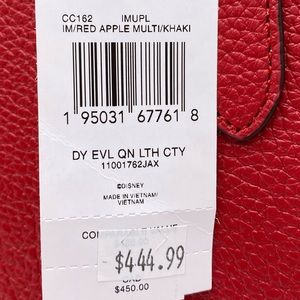 CC162 IMUPL
IM/RED APPLE MULTI/KHAKI
1 95031 67761 8
DY EVL QN LTH CTY
11001762JAX
©DISNEY
MADE IN VIETNAM/
VIETNAM
VALUE
$444.99
$450.00